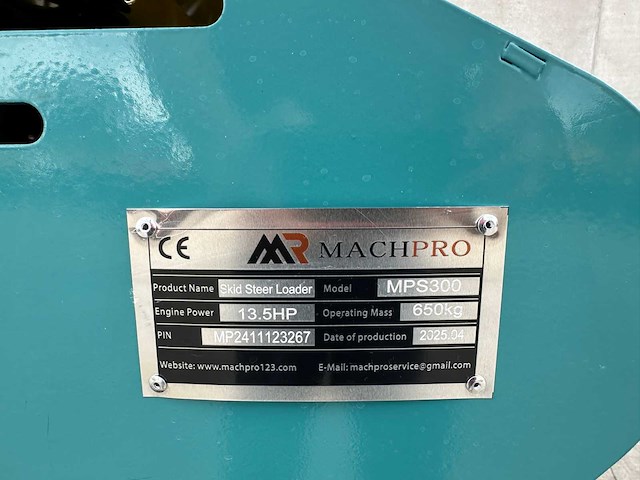 CE MR MACHPRO
Product Name Skid Steer Loader Model MPS300
Engine Power 13.5HP Operating Mass 650kg
PIN MP2411123267 Date of production 2025.04
Website: www.machpro123.com E-Mail: machproservice@gmail.com